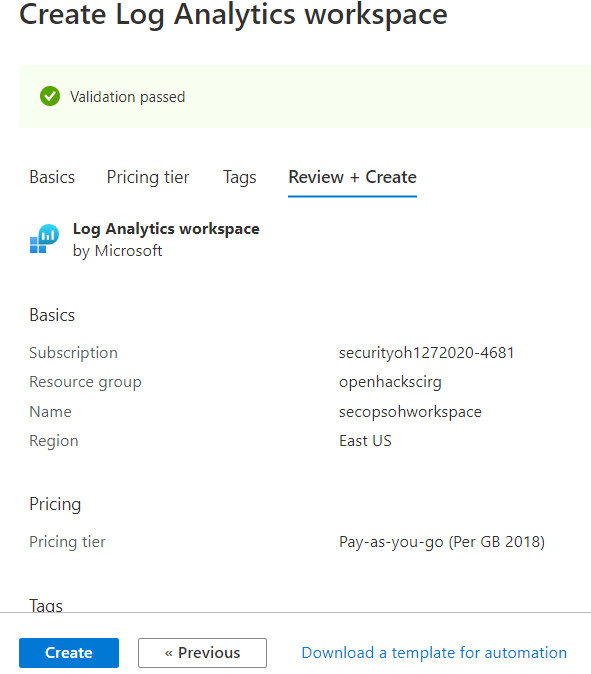 Create Log Analytics workspace
Validation passed
Basics Pricing tier Tags Review + Create
Log Analytics workspace
by Microsoft
Basics
Subscription securityoh1272020-4681
Resource group openhackscirg
Name secopsohworkspace
Region East US
Pricing
Pricing tier Pay-as-you-go (Per GB 2018)
Tags
Create « Previous Download a template for automation